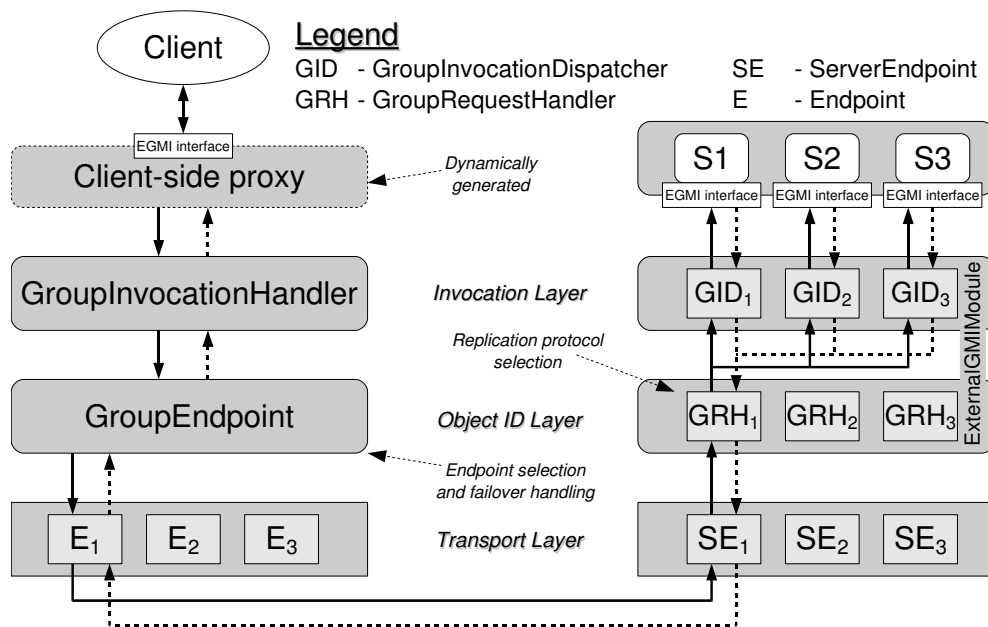 Client
Legend
GID - GroupInvocationDispatcher
SE - ServerEndpoint
GRH - GroupRequestHandler
E - Endpoint
EGMI interface
Client-side proxy
Dynamically
generated
S1 S2 S3
EGMI interface EGMI interface EGMI interface
GroupInvocationHandler
Invocation Layer
GID1 GID2 GID3
ExternalGMIModule
Replication protocol
selection
GroupEndpoint
Object ID Layer
GRH1 GRH2 GRH3
Endpoint selection
and failover handling
E1 E2 E3
Transport Layer
SE1 SE2 SE3